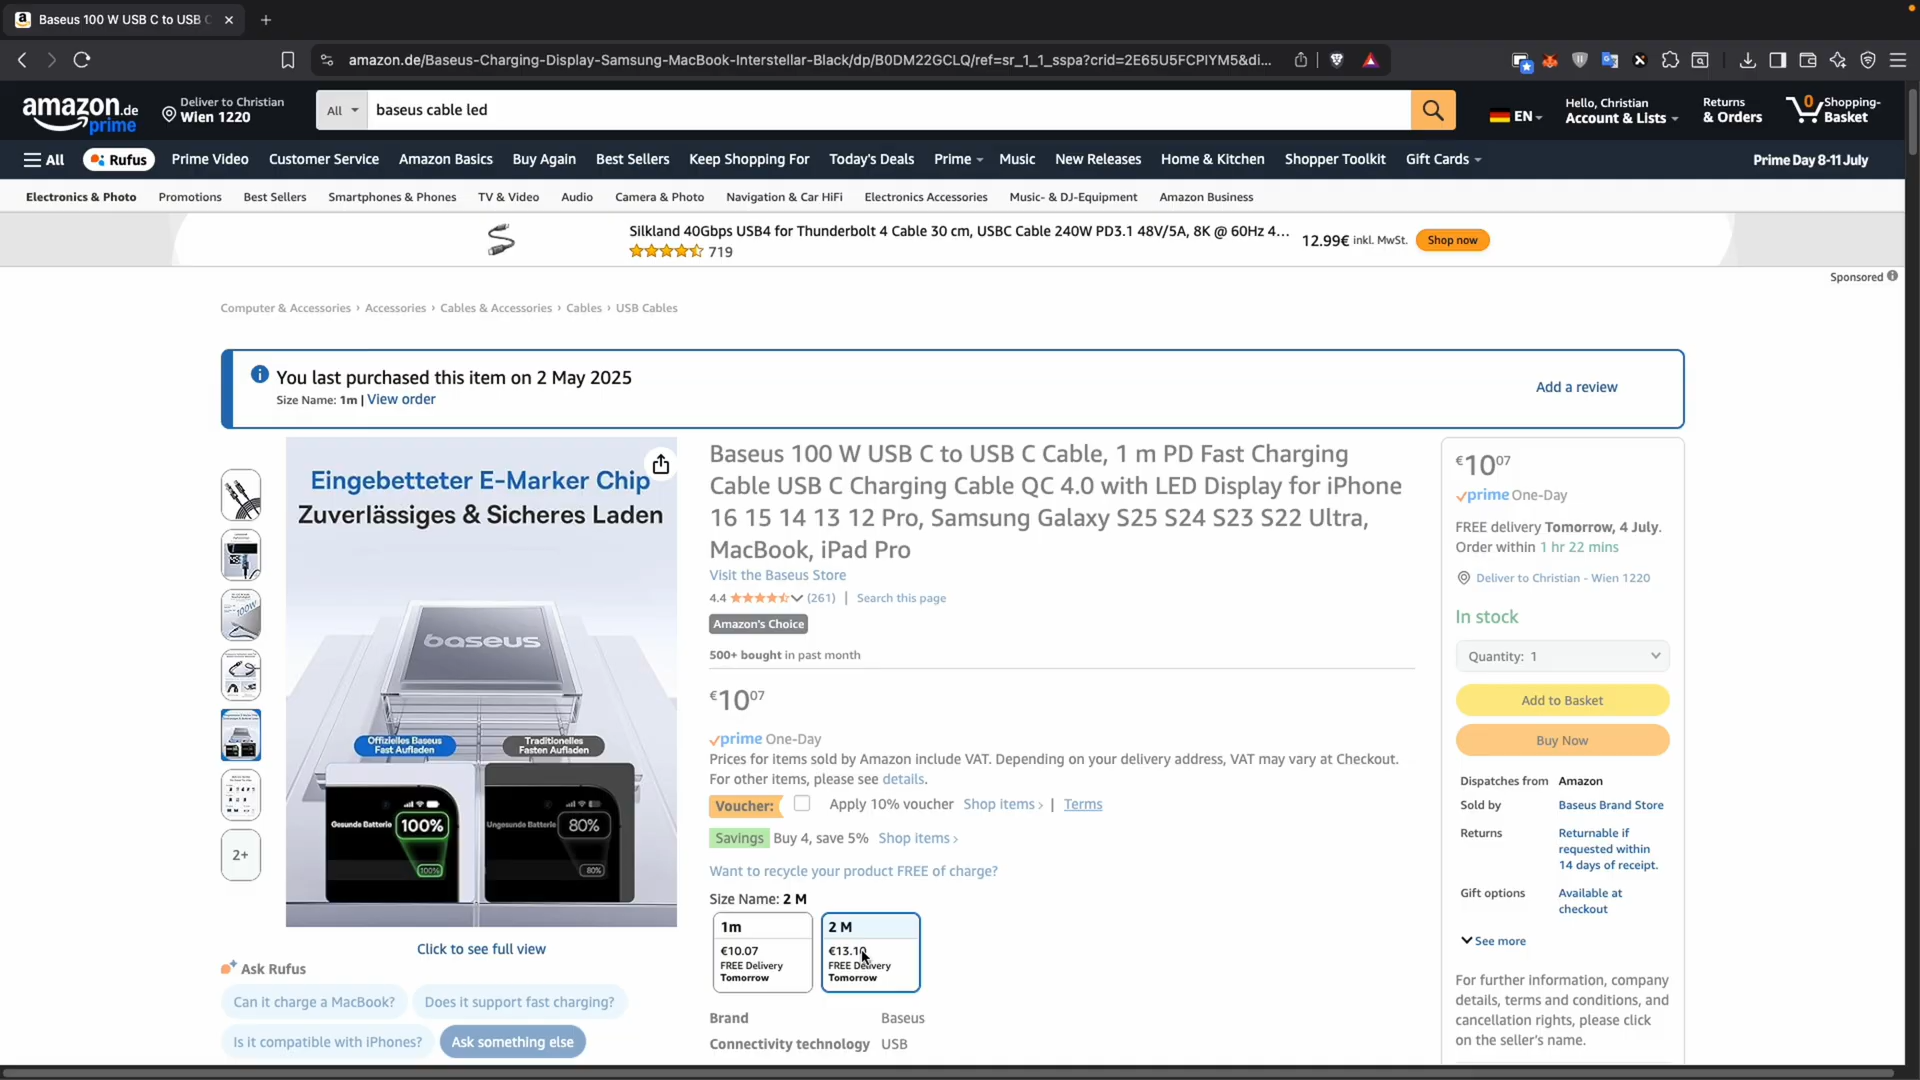 Baseus 100 W USB C to USB C
amazon.de/Baseus-Charging-Display-Samsung-MacBook-Interstellar-Black/dp/B0DM22GCLQ/ref=sr_1_1_sspa?crid=2E65U5FCPIYM5&di...
amazon.de
prime
Deliver to Christian
Wien 1220
All
baseus cable led
EN
Hello, Christian
Account & Lists
Returns
& Orders
0
Shopping-
Basket
All
Rufus
Prime Video
Customer Service
Amazon Basics
Buy Again
Best Sellers
Keep Shopping For
Today's Deals
Prime
Music
New Releases
Home & Kitchen
Shopper Toolkit
Gift Cards
Prime Day 8-11 July
Electronics & Photo
Promotions
Best Sellers
Smartphones & Phones
TV & Video
Audio
Camera & Photo
Navigation & Car HiFi
Electronics Accessories
Music- & DJ-Equipment
Amazon Business
Silkland 40Gbps USB4 for Thunderbolt 4 Cable 30 cm, USBC Cable 240W PD3.1 48V/5A, 8K @ 60Hz 4...
719
12.99€ inkl. MwSt.
Shop now
Sponsored
Computer & Accessories › Accessories › Cables & Accessories › Cables › USB Cables
You last purchased this item on 2 May 2025
Size Name: 1m | View order
Add a review
Eingebetteter E-Marker Chip
Zuverlässiges & Sicheres Laden
baseus
Offizielles Baseus
Fast Aufladen
Traditionelles
Fasten Aufladen
Gesunde Batterie
100%
100%
Ungesunde Batterie
80%
80%
100W
2+
Click to see full view
Ask Rufus
Can it charge a MacBook?
Does it support fast charging?
Is it compatible with iPhones?
Ask something else
Baseus 100 W USB C to USB C Cable, 1 m PD Fast Charging
Cable USB C Charging Cable QC 4.0 with LED Display for iPhone
16 15 14 13 12 Pro, Samsung Galaxy S25 S24 S23 S22 Ultra,
MacBook, iPad Pro
Visit the Baseus Store
4.4 (261) | Search this page
Amazon's Choice
500+ bought in past month
€10 07
prime One-Day
Prices for items sold by Amazon include VAT. Depending on your delivery address, VAT may vary at Checkout.
For other items, please see details.
Voucher: Apply 10% voucher Shop items › | Terms
Savings Buy 4, save 5% Shop items ›
Want to recycle your product FREE of charge?
Size Name: 2 M
1m
€10.07
FREE Delivery
Tomorrow
2 M
€13.10
FREE Delivery
Tomorrow
Brand Baseus
Connectivity technology USB
€10 07
prime One-Day
FREE delivery Tomorrow, 4 July.
Order within 1 hr 22 mins
Deliver to Christian - Wien 1220
In stock
Quantity: 1
Add to Basket
Buy Now
Dispatches from Amazon
Sold by Baseus Brand Store
Returns Returnable if
requested within
14 days of receipt.
Gift options Available at
checkout
See more
For further information, company
details, terms and conditions, and
cancellation rights, please click
on the seller's name.